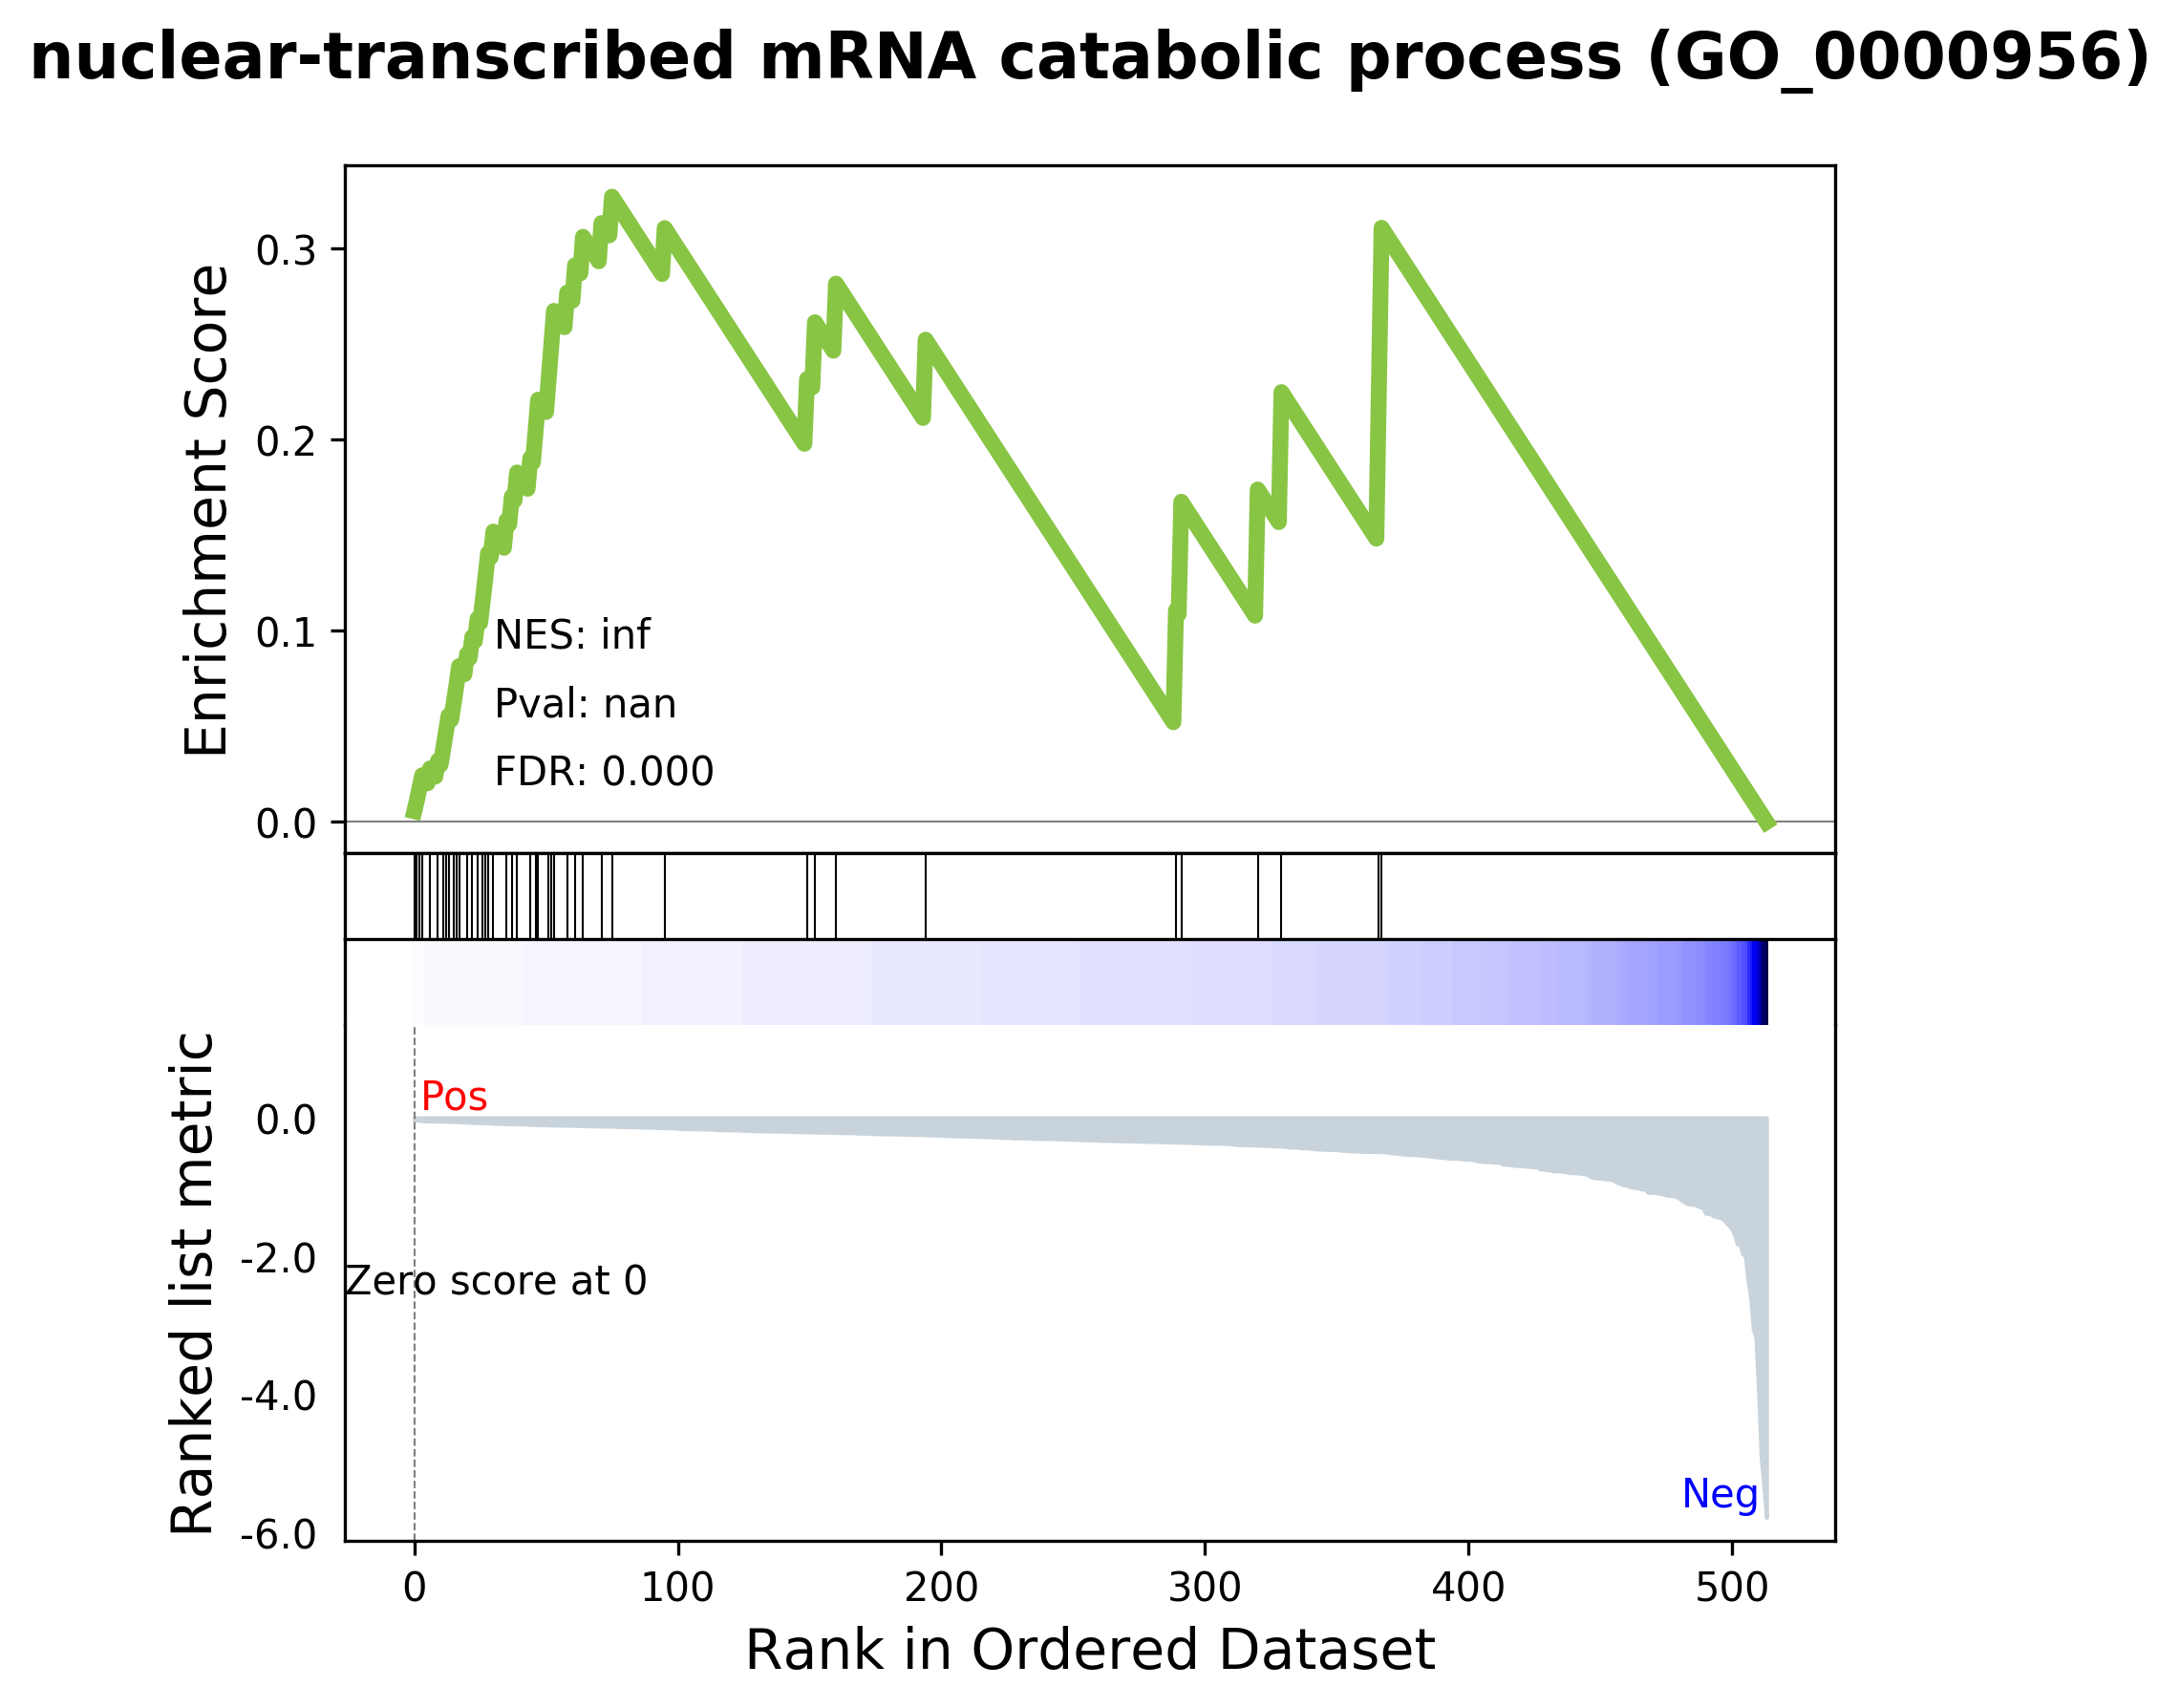 nuclear-transcribed mRNA catabolic process (GO_0000956)
Enrichment Score
0.3
0.2
0.1
0.0
NES: inf
Pval: nan
FDR: 0.000
Ranked list metric
0.0
-2.0
-4.0
-6.0
Pos
Zero score at 0
Neg
0 100 200 300 400 500
Rank in Ordered Dataset